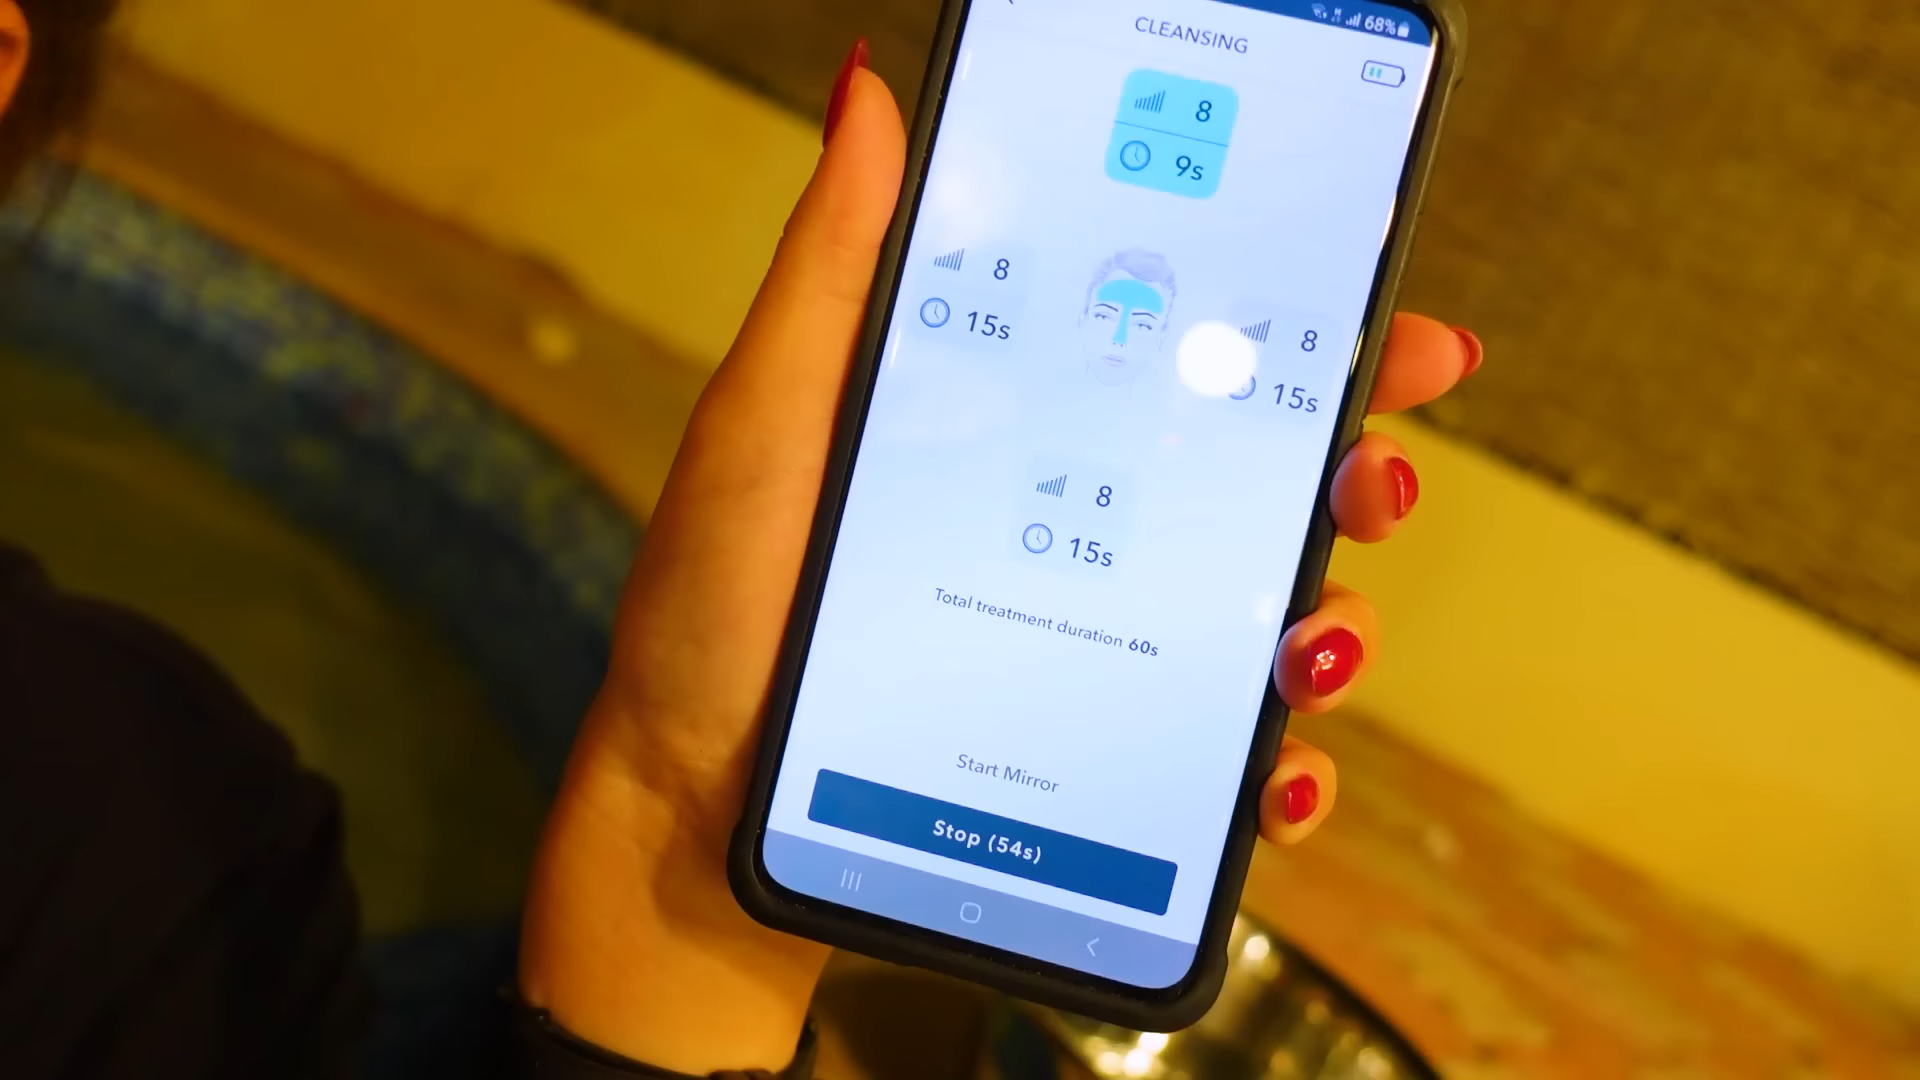 68%
CLEANSING
8
9s
8
15s
8
15s
8
15s
Total treatment duration 60s
Start Mirror
Stop (54s)